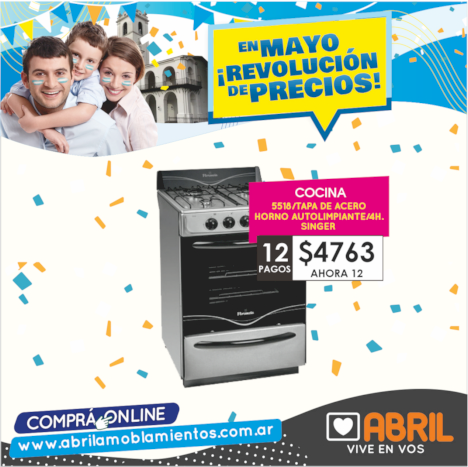 EN MAYO
¡REVOLUCIÓN
DE PRECIOS!
COCINA
5518/TAPA DE ACERO
HORNO AUTOLIMPIANTE/4H.
SINGER
12
PAGOS
$4763
AHORA 12
COMPRÁ ONLINE
www.abrilamoblamientos.com.ar
ABRIL
VIVE EN VOS